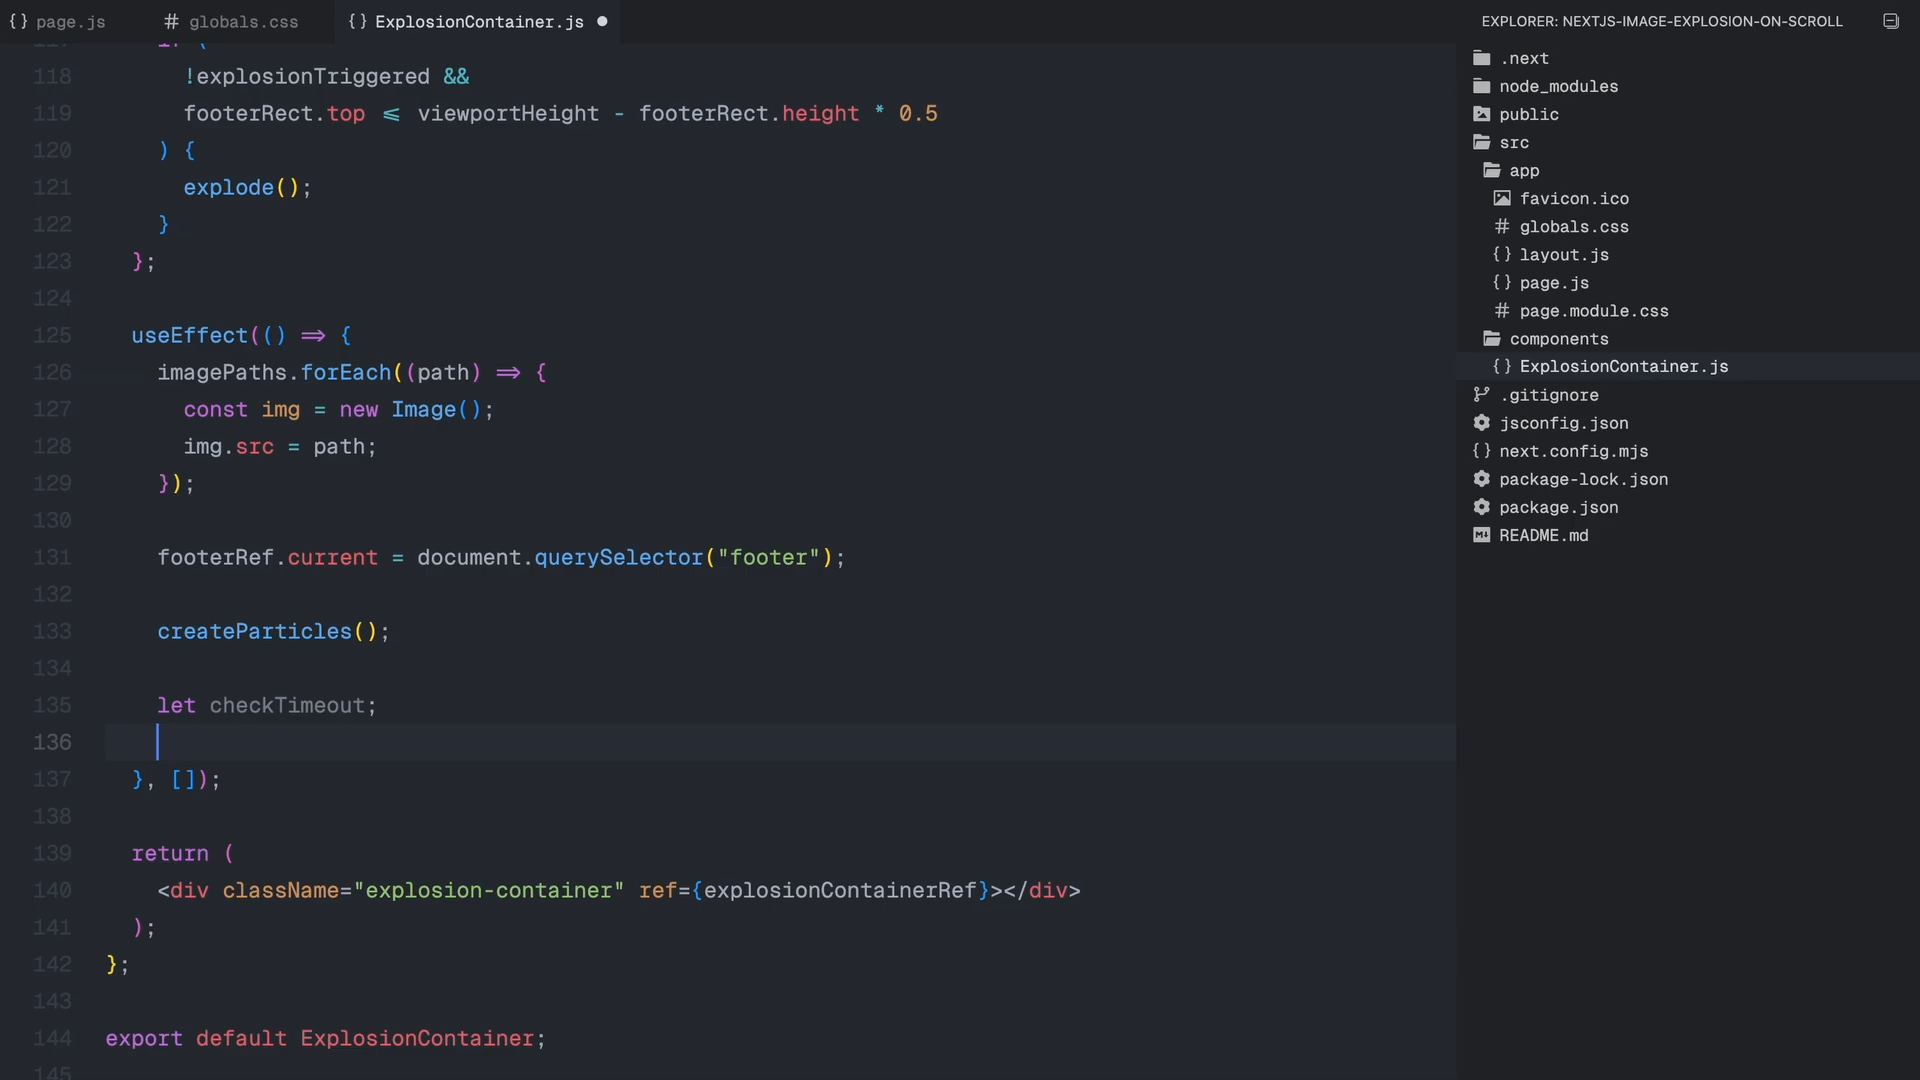 {} page.js
# globals.css
{} ExplosionContainer.js ●
117 if (
118 !explosionTriggered &&
119 footerRect.top <= viewportHeight - footerRect.height * 0.5
120 ) {
121 explode();
122 }
123 };
124
125 useEffect(() => {
126 imagePaths.forEach((path) => {
127 const img = new Image();
128 img.src = path;
129 });
130
131 footerRef.current = document.querySelector("footer");
132
133 createParticles();
134
135 let checkTimeout;
136
137 }, []);
138
139 return (
140 <div className="explosion-container" ref={explosionContainerRef}></div>
141 );
142 };
143
144 export default ExplosionContainer;
145
EXPLORER: NEXTJS-IMAGE-EXPLOSION-ON-SCROLL
.next
node_modules
public
src
app
favicon.ico
# globals.css
{} layout.js
{} page.js
# page.module.css
components
{} ExplosionContainer.js
.gitignore
jsconfig.json
{} next.config.mjs
package-lock.json
package.json
README.md